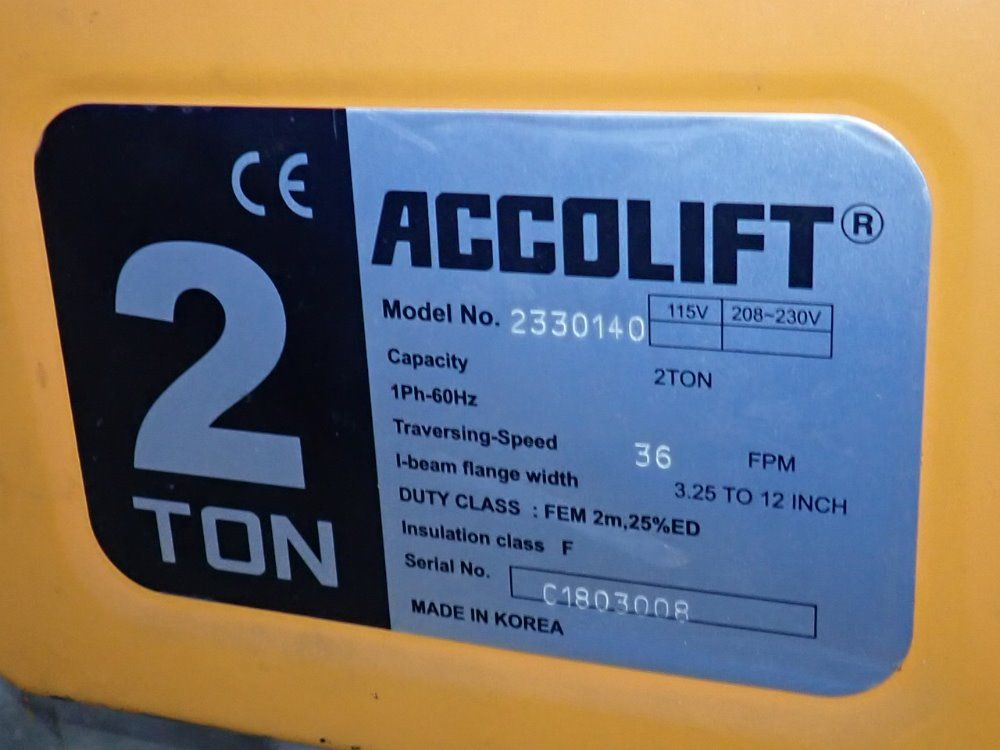 CE
2
TON
ACCOLIFT®
Model No. 2330140 115V 208~230V
Capacity 2TON
1Ph-60Hz
Traversing-Speed 36 FPM
I-beam flange width 3.25 TO 12 INCH
DUTY CLASS : FEM 2m,25%ED
Insulation class F
Serial No. C1803008
MADE IN KOREA